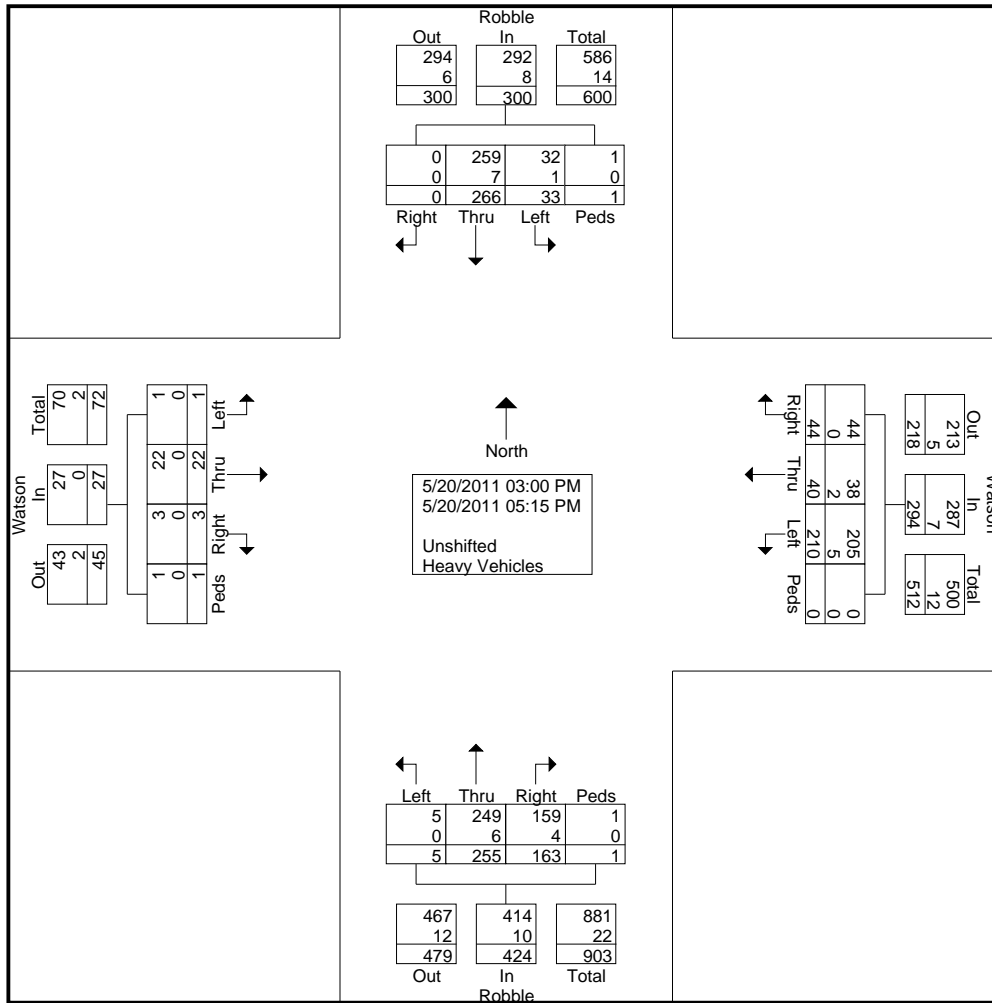 Robble
Out In Total
294 292 586
6 8 14
300 300 600
0 259 32 1
0 7 1 0
0 266 33 1
Right Thru Left Peds
Watson
Total
70
2
72
In
27
0
27
Out
43
2
45
1
0
1
Left
22
0
22
Thru
3
0
3
Right
1
0
1
Peds
North
5/20/2011 03:00 PM
5/20/2011 05:15 PM
Unshifted
Heavy Vehicles
Right
44
0
44
Thru
38
2
40
Left
205
5
210
Peds
0
0
0
Out
213
5
218
In
287
7
294
Total
500
12
512
Watson
Left Thru Right Peds
5 249 159 1
0 6 4 0
5 255 163 1
467 414 881
12 10 22
479 424 903
Out In Total
Robble